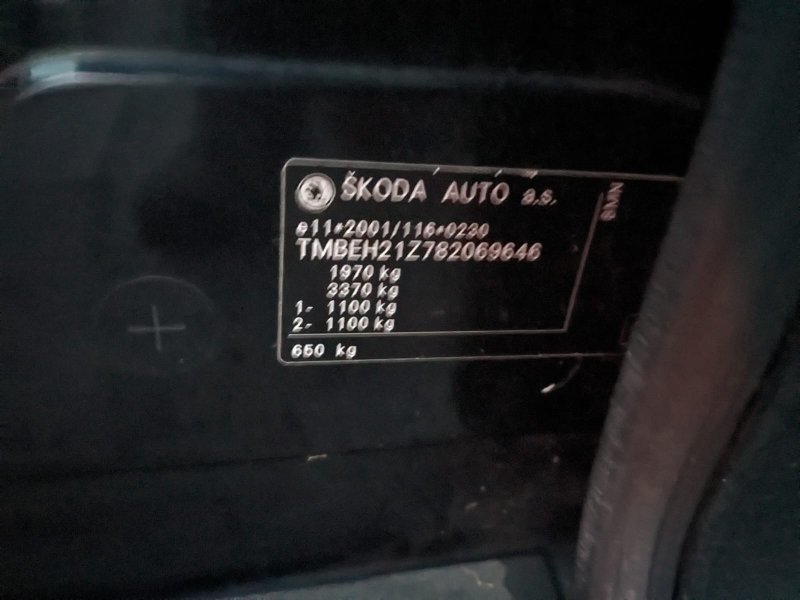 ŠKODA AUTO a.s.
BMN
e11*2001/116*0230
TMBEH21Z782069646
1970 kg
3370 kg
1- 1100 kg
2- 1100 kg
650 kg